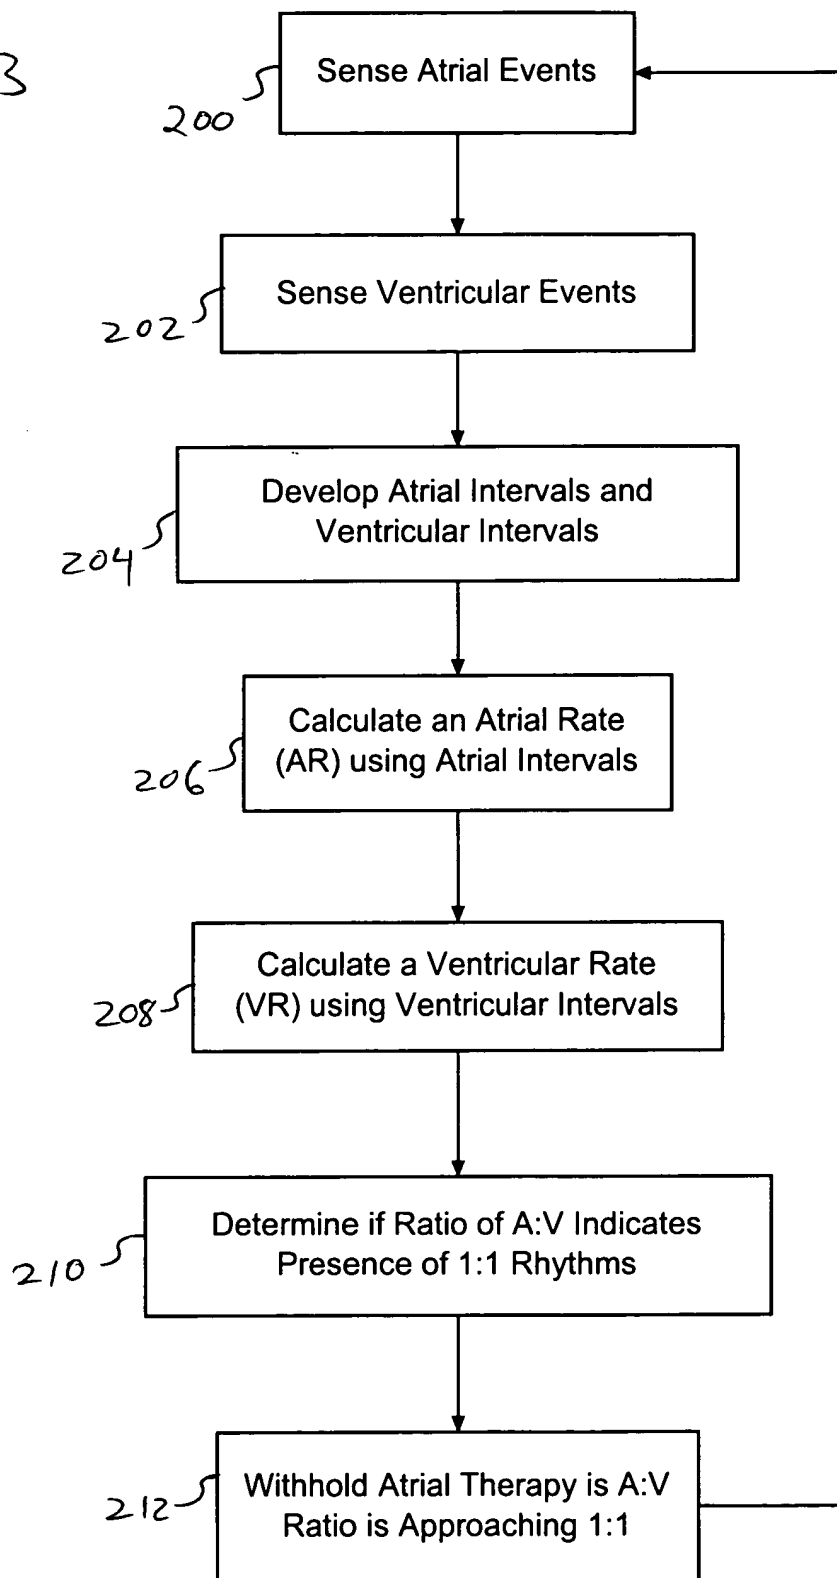 3
Sense Atrial Events
200
Sense Ventricular Events
202
Develop Atrial Intervals and
Ventricular Intervals
204
Calculate an Atrial Rate
(AR) using Atrial Intervals
206
Calculate a Ventricular Rate
(VR) using Ventricular Intervals
208
Determine if Ratio of A:V Indicates
Presence of 1:1 Rhythms
210
Withhold Atrial Therapy is A:V
Ratio is Approaching 1:1
212